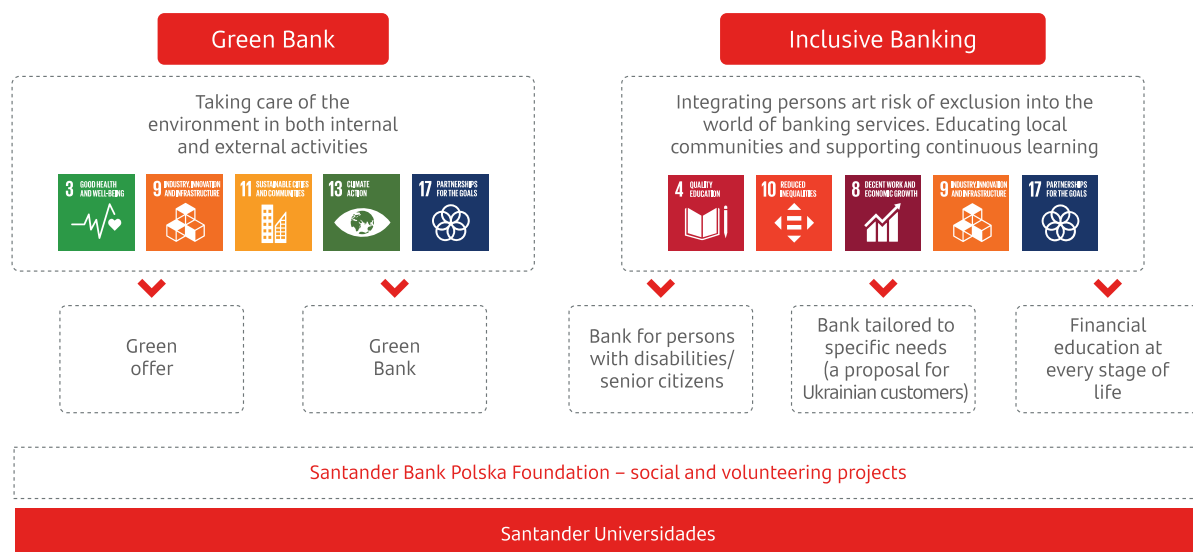 Green Bank
Taking care of the
environment in both internal
and external activities
3 GOOD HEALTH
AND WELL-BEING
9 INDUSTRY, INNOVATION
AND INFRASTRUCTURE
11 SUSTAINABLE CITIES
AND COMMUNITIES
13 CLIMATE
ACTION
17 PARTNERSHIPS
FOR THE GOALS
Green
offer
Green
Bank
Inclusive Banking
Integrating persons art risk of exclusion into the
world of banking services. Educating local
communities and supporting continuous learning
4 QUALITY
EDUCATION
10 REDUCED
INEQUALITIES
8 DECENT WORK AND
ECONOMIC GROWTH
9 INDUSTRY, INNOVATION
AND INFRASTRUCTURE
17 PARTNERSHIPS
FOR THE GOALS
Bank for persons
with disabilities/
senior citizens
Bank tailored to
specific needs
(a proposal for
Ukrainian customers)
Financial
education at
every stage of
life
Santander Bank Polska Foundation – social and volunteering projects
Santander Universidades